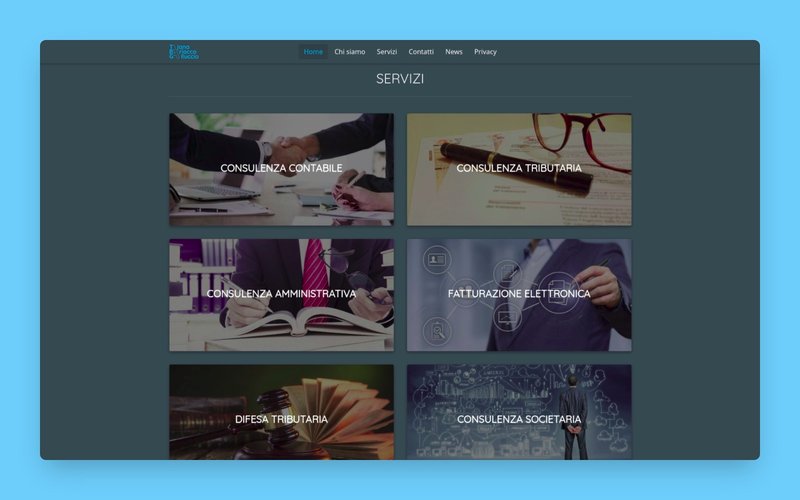 Home
Chi siamo
Servizi
Contatti
News
Privacy
SERVIZI
CONSULENZA CONTABILE
CONSULENZA TRIBUTARIA
CONSULENZA AMMINISTRATIVA
FATTURAZIONE ELETTRONICA
DIFESA TRIBUTARIA
CONSULENZA SOCIETARIA